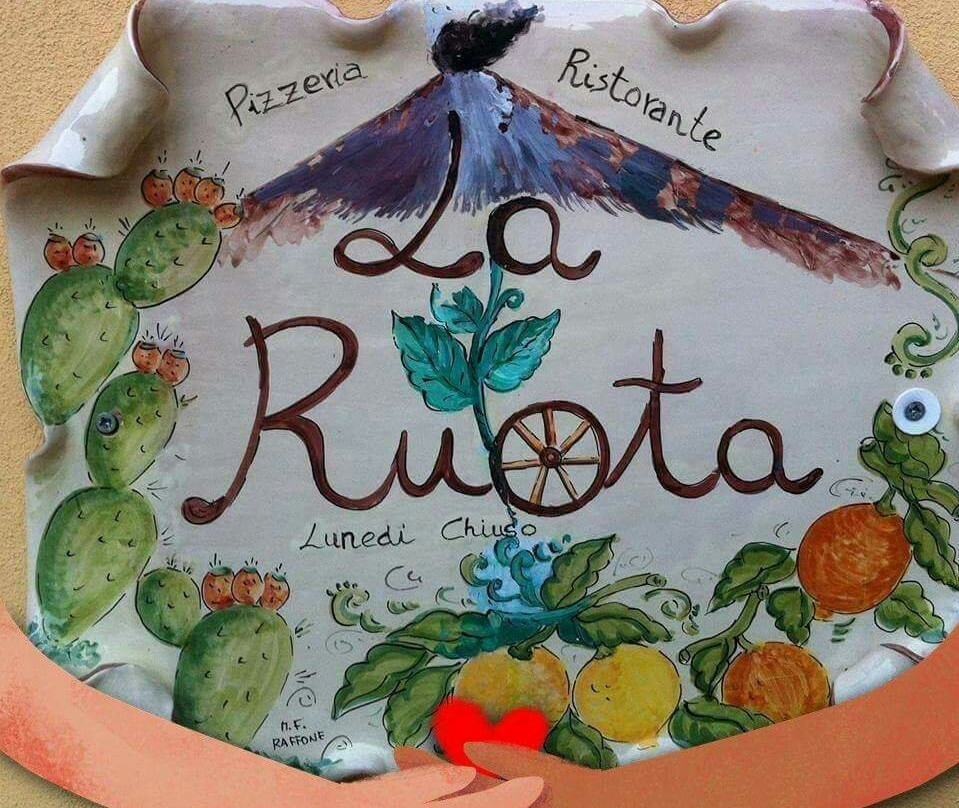 Pizzeria Ristorante
La
Ruota
Lunedi Chiuso
M.F.
RAFFONE